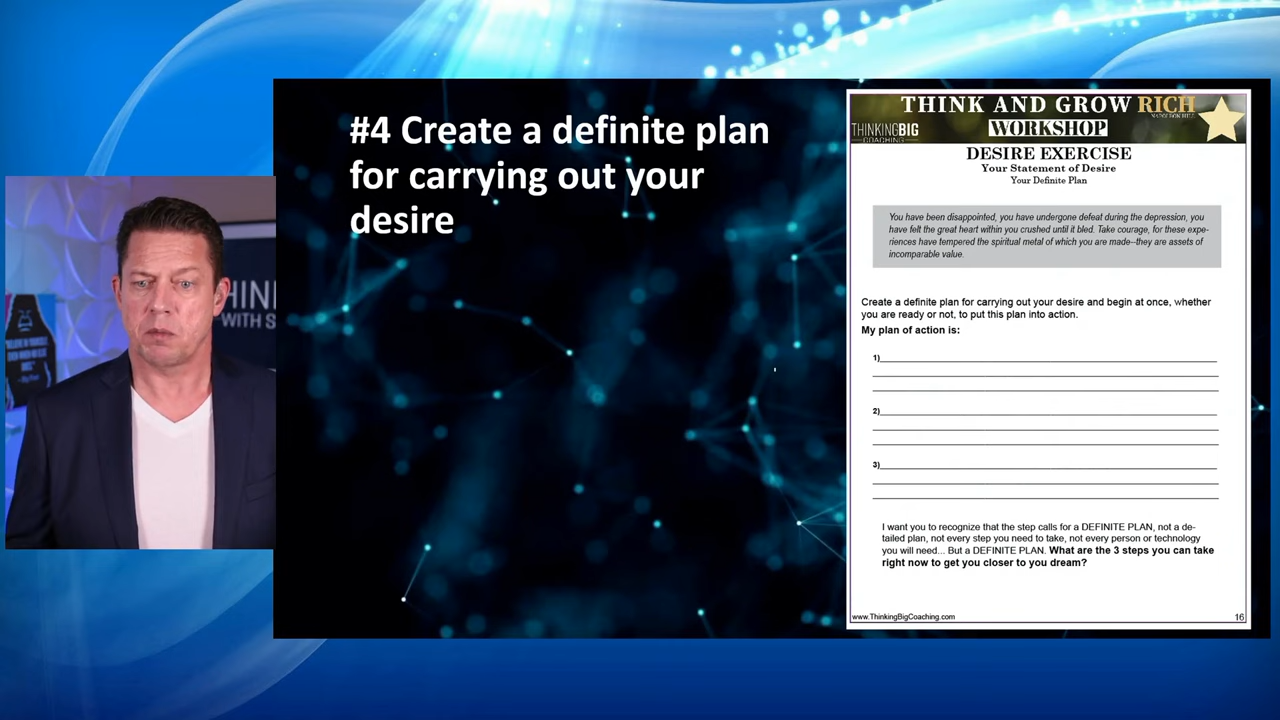 #4 Create a definite plan
for carrying out your
desire
THINK AND GROW RICH
NAPOLEON HILL
THINKINGBIG
COACHING
WORKSHOP
DESIRE EXERCISE
Your Statement of Desire
Your Definite Plan
You have been disappointed, you have undergone defeat during the depression, you
have felt the great heart within you crushed until it bled. Take courage, for these expe-
riences have tempered the spiritual metal of which you are made--they are assets of
incomparable value.
Create a definite plan for carrying out your desire and begin at once, whether
you are ready or not, to put this plan into action.
My plan of action is:
1)
2)
3)
I want you to recognize that the step calls for a DEFINITE PLAN, not a de-
tailed plan, not every step you need to take, not every person or technology
you will need... But a DEFINITE PLAN. What are the 3 steps you can take
right now to get you closer to you dream?
www.ThinkingBigCoaching.com
16
THIN
WITH S